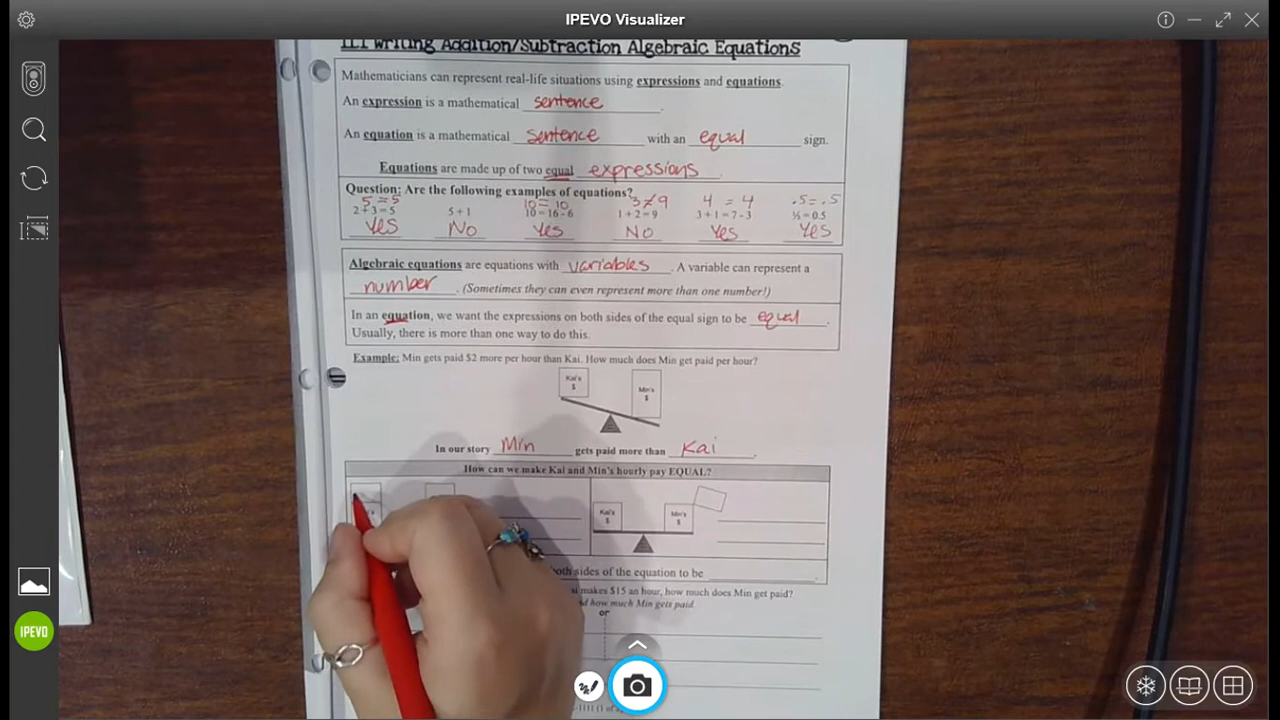 IPEVO Visualizer
11.1 Writing Addition/Subtraction Algebraic Equations
Mathematicians can represent real-life situations using expressions and equations.
An expression is a mathematical sentence.
An equation is a mathematical sentence with an equal sign.
Equations are made up of two equal expressions.
Question: Are the following examples of equations?
5 = 5 10 = 10 3 ≠ 9 4 = 4 .5 = .5
2 + 3 = 5 5 + 1 10 = 16 - 6 1 + 2 = 9 3 + 1 = 7 - 3 ½ = 0.5
Yes No Yes No Yes Yes
Algebraic equations are equations with variables. A variable can represent a
number. (Sometimes they can even represent more than one number!)
In an equation, we want the expressions on both sides of the equal sign to be equal.
Usually, there is more than one way to do this.
Example: Min gets paid $2 more per hour than Kai. How much does Min get paid per hour?
Kai's
$
Min's
$
In our story Min gets paid more than Kai.
How can we make Kai and Min's hourly pay EQUAL?
Kai's
$
Min's
$
both sides of the equation to be
makes $15 an hour, how much does Min get paid?
how much Min gets paid.
or
IPEVO